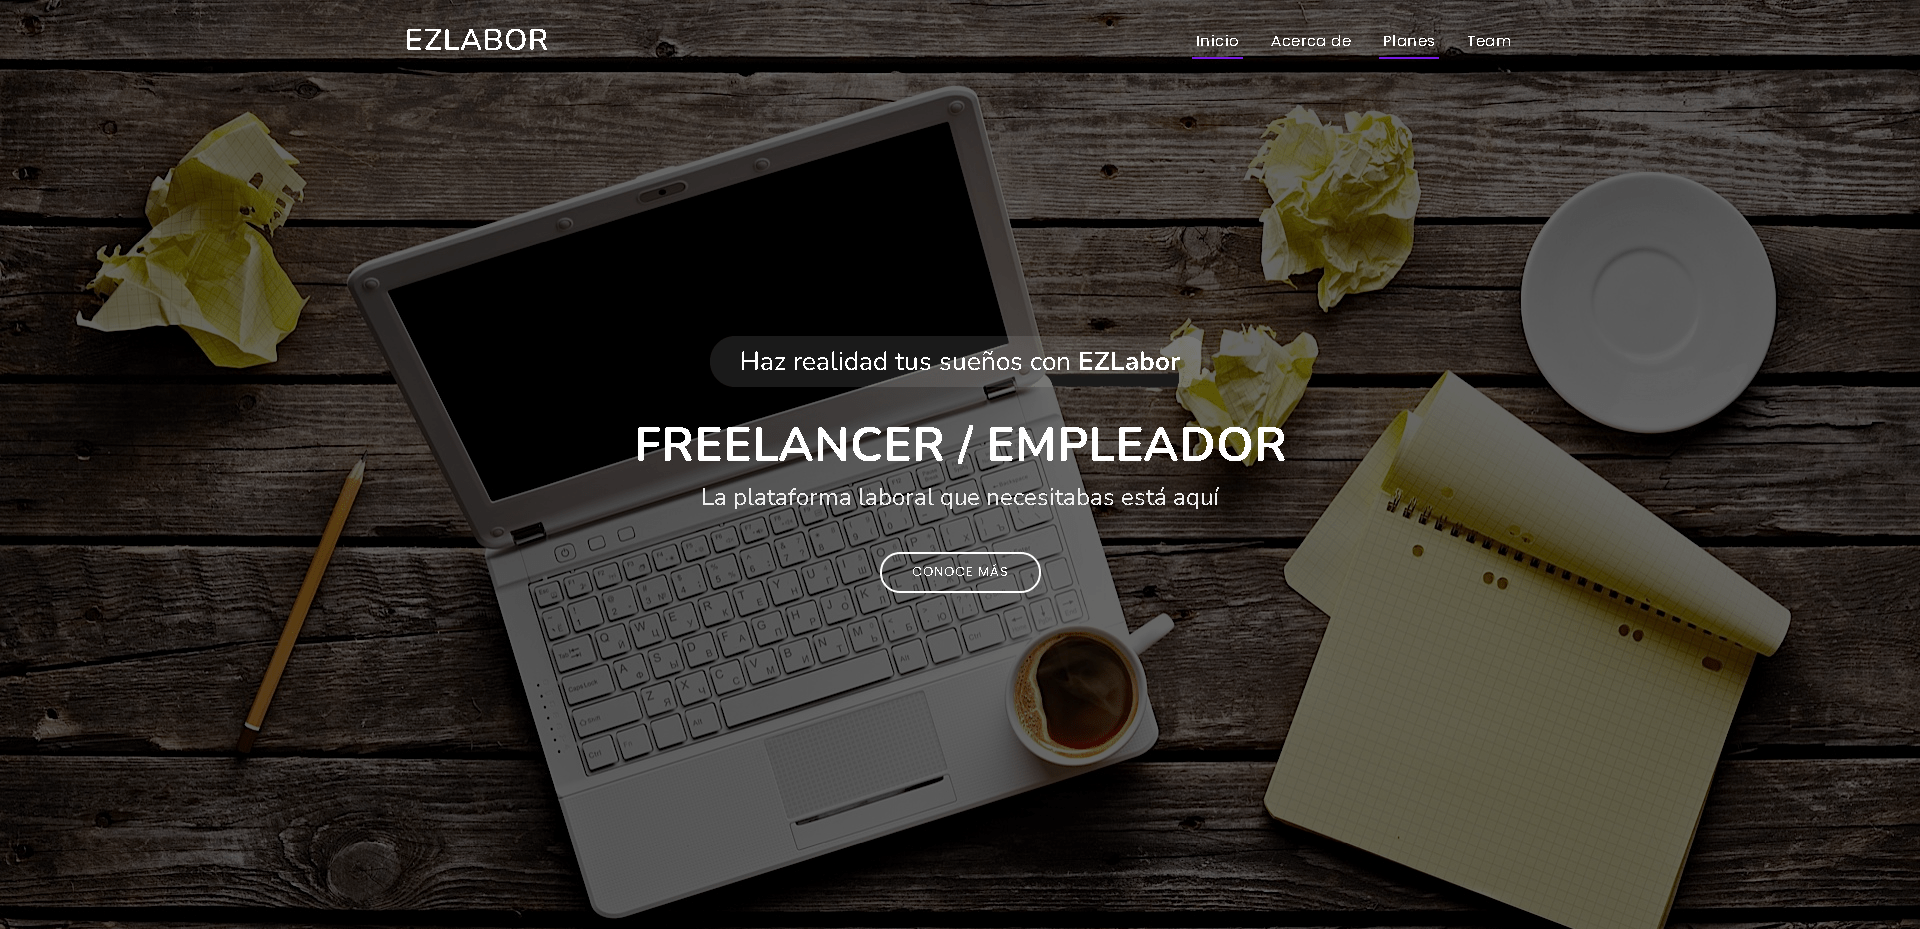 EZLABOR
Inicio Acerca de Planes Team
Haz realidad tus sueños con EZLabor
FREELANCER / EMPLEADOR
La plataforma laboral que necesitabas está aquí
CONOCE MÁS